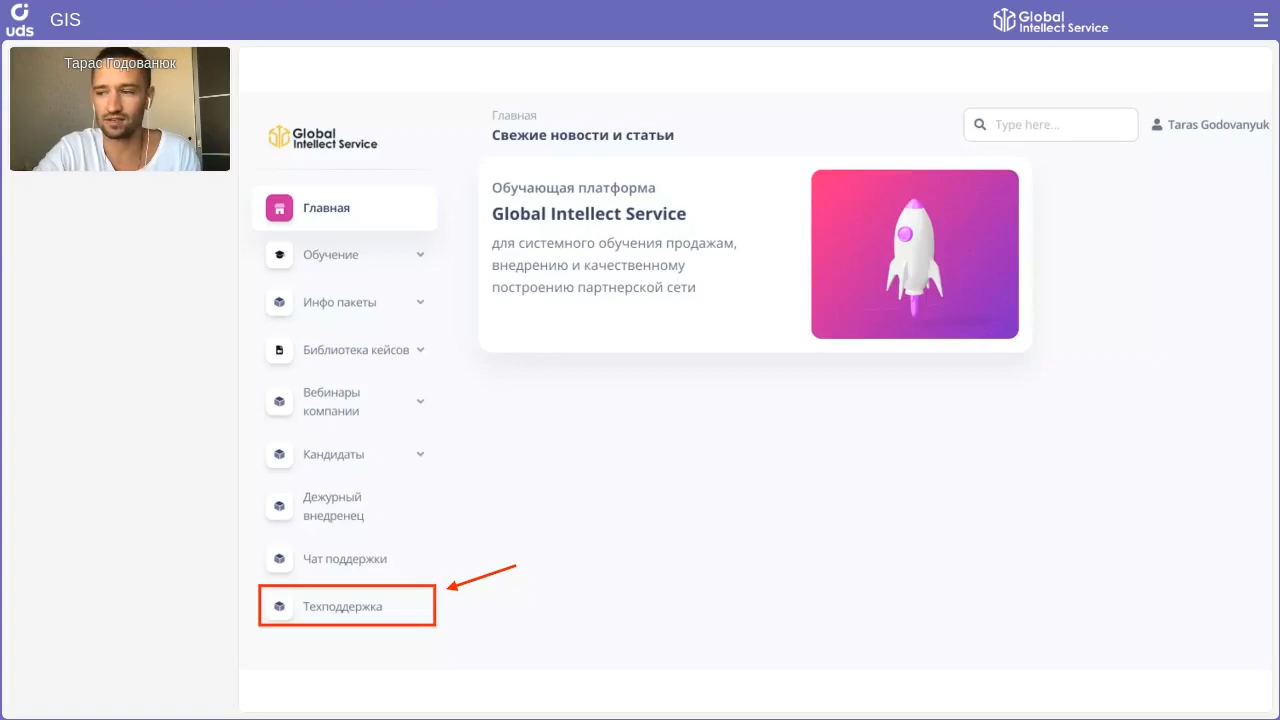 uds
GIS
Global
Intellect Service
Тарас Годованюк
Global
Intellect Service
Главная
Свежие новости и статьи
Type here...
Taras Godovanyuk
Главная
Обучение
Инфо пакеты
Библиотека кейсов
Вебинары
компании
Кандидаты
Дежурный
внедренец
Чат поддержки
Техподдержка
Обучающая платформа
Global Intellect Service
для системного обучения продажам,
внедрению и качественному
построению партнерской сети